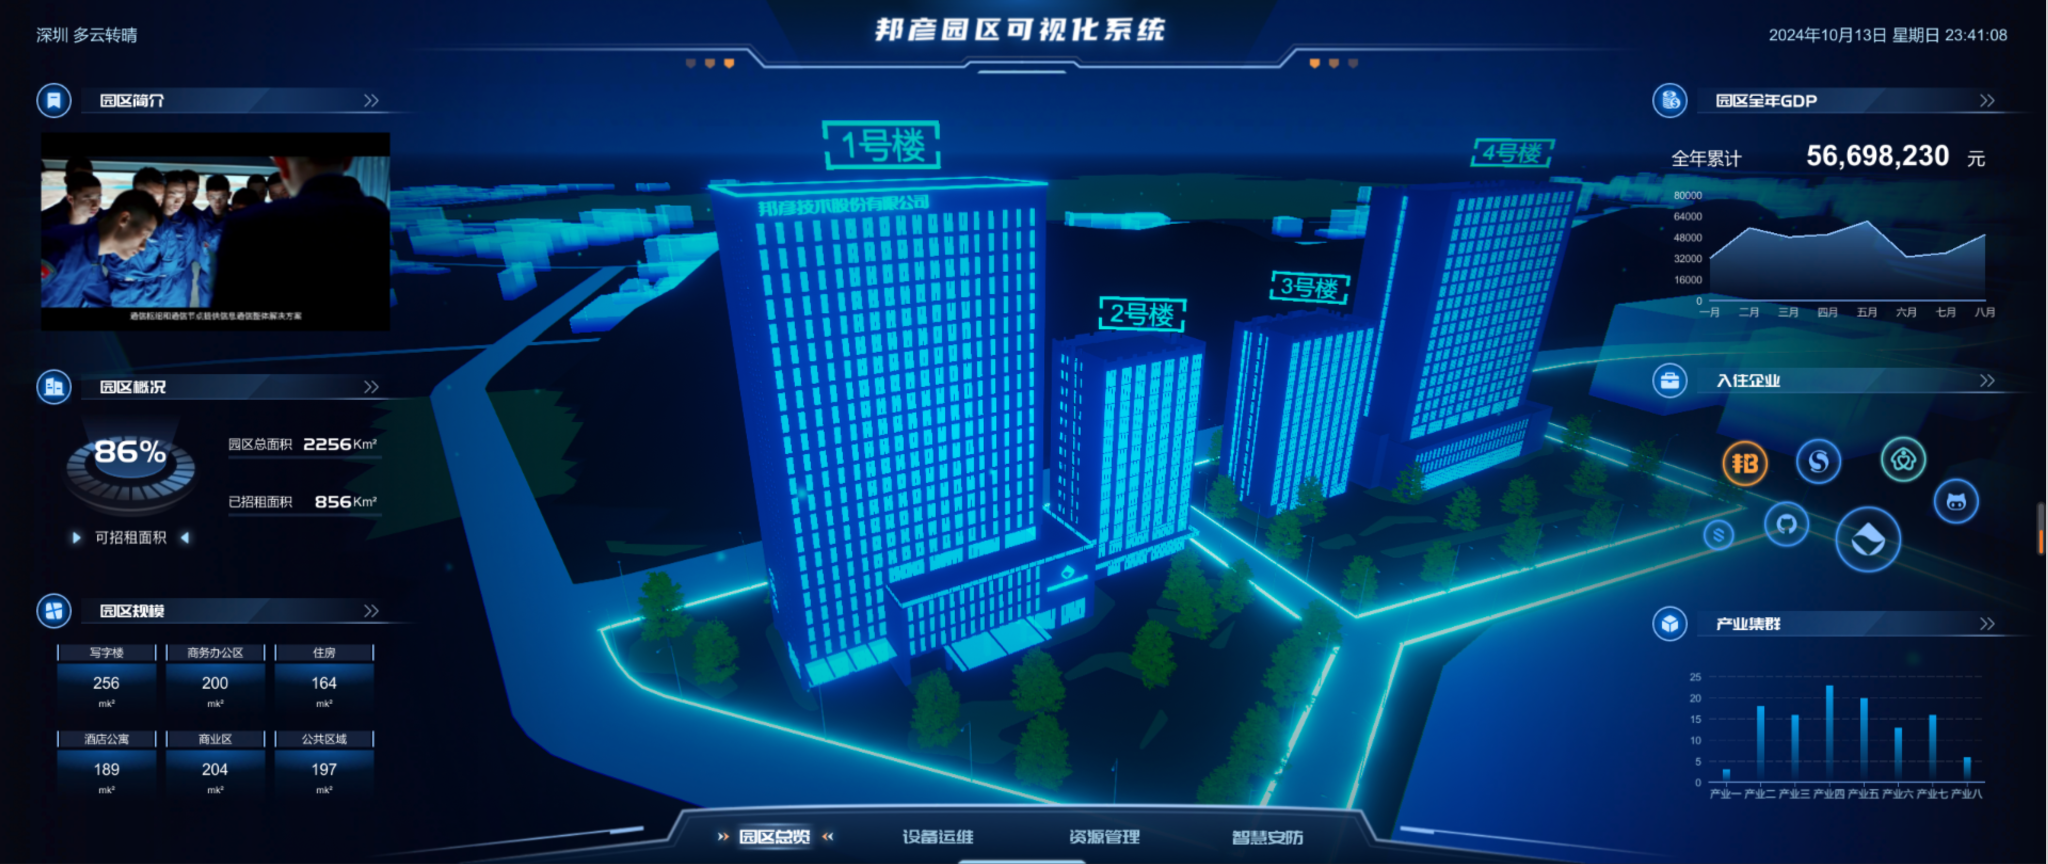 深圳 多云转晴
邦彦园区可视化系统
2024年10月13日 星期日 23:41:08
园区简介
通信枢纽和通信节点提供信息通信整体解决方案
园区概况
86%
可招租面积
园区总面积 2256Km²
已招租面积 856Km²
园区规模
写字楼 商务办公区 住房
256 200 164
mk² mk² mk²
酒店公寓 商业区 公共区域
189 204 197
mk² mk² mk²
1号楼
邦彦技术股份有限公司
2号楼
3号楼
4号楼
园区全年GDP
全年累计 56,698,230 元
80000
64000
48000
32000
16000
0
一月 二月 三月 四月 五月 六月 七月 八月
入住企业
产业集群
25
20
15
10
5
0
产业一 产业二 产业三 产业四 产业五 产业六 产业七 产业八
园区总览 设备运维 资源管理 智慧安防